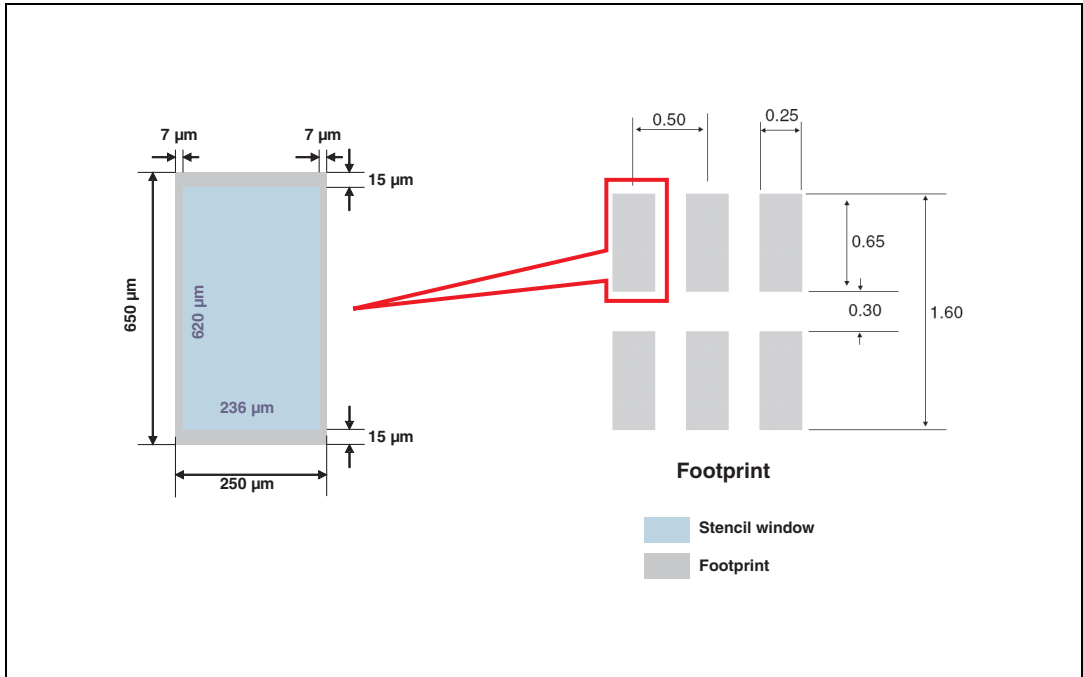 7 µm
7 µm
15 µm
650 µm
620 µm
236 µm
15 µm
250 µm
0.50
0.25
0.65
0.30
1.60
Footprint
Stencil window
Footprint